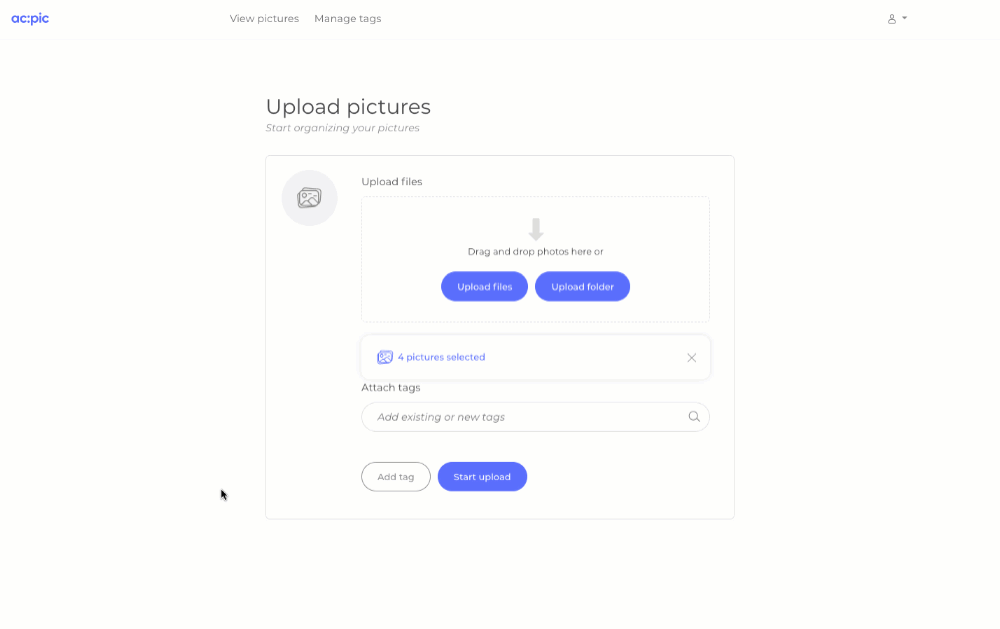 ac:pic
View pictures
Manage tags
Upload pictures
Start organizing your pictures
Upload files
Drag and drop photos here or
Upload files
Upload folder
4 pictures selected
Attach tags
Add existing or new tags
Add tag
Start upload